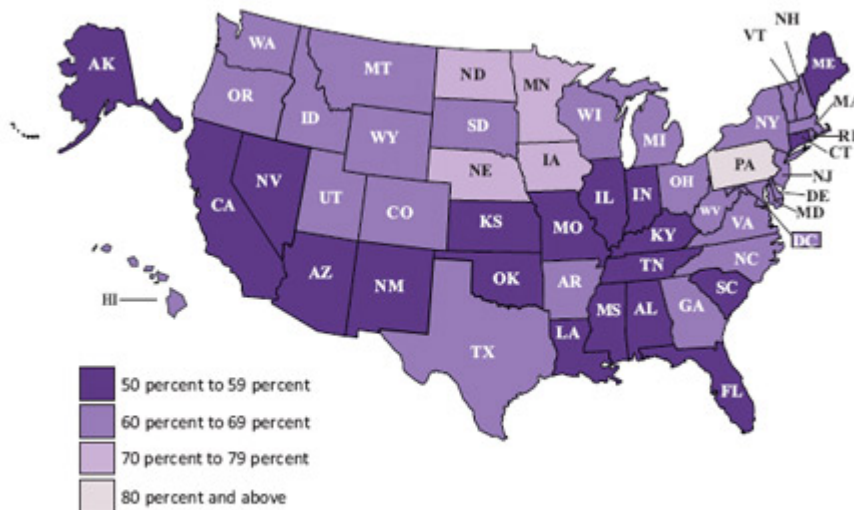 NH
VT
AK
WA
MT
ND
MN
ME
OR
ID
WI
MA
SD
NY
RI
WY
MI
CT
IA
PA
NE
NJ
NV
OH
UT
IL
IN
DE
CA
CO
WV
MD
KS
MO
VA
KY
DC
NC
TN
AZ
OK
NM
AR
SC
HI
MS
AL
GA
LA
TX
50 percent to 59 percent
FL
60 percent to 69 percent
70 percent to 79 percent
80 percent and above